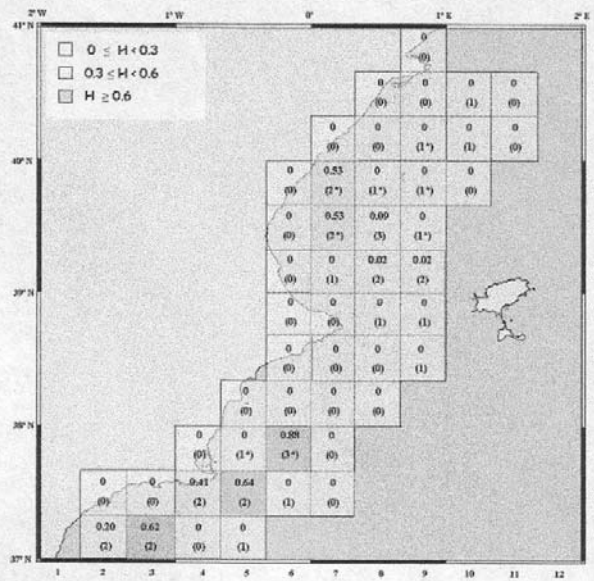 2° W 1° W 0° 1° E 2° E
41° N
0 ≤ H < 0.3
0.3 ≤ H < 0.6
H ≥ 0.6
0
(0)
0 0 0 0
(0) (0) (1) (0)
0 0 0 0 0
(0) (0) (1*) (1) (0)
40° N
0 0.53 0 0 0
(0) (2*) (1*) (1*) (0)
0 0.53 0.09 0
(0) (2*) (3) (1*)
0 0 0.02 0.02
(0) (1) (2) (2)
39° N
0 0 0 0
(0) (0) (1) (1)
0 0 0 0
(0) (0) (0) (1)
0 0 0 0
(0) (0) (0) (0)
38° N
0 0 0.88 0
(0) (1*) (3*) (0)
0 0 0.41 0.64 0 0
(0) (0) (2) (2) (1) (0)
0.20 0.62 0 0
(2) (2) (0) (1)
37° N
1 2 3 4 5 6 7 8 9 10 11 12